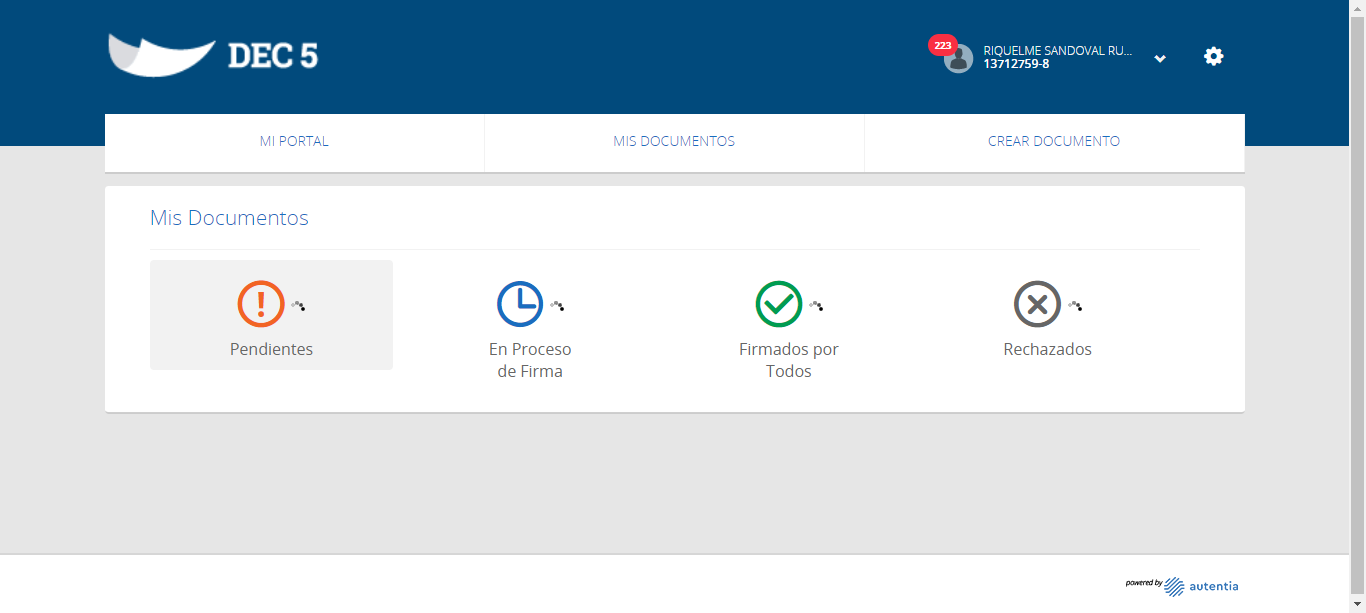 DEC 5
223
RIQUELME SANDOVAL RU...
13712759-8
MI PORTAL
MIS DOCUMENTOS
CREAR DOCUMENTO
Mis Documentos
Pendientes
En Proceso
de Firma
Firmados por
Todos
Rechazados
powered by
autentia